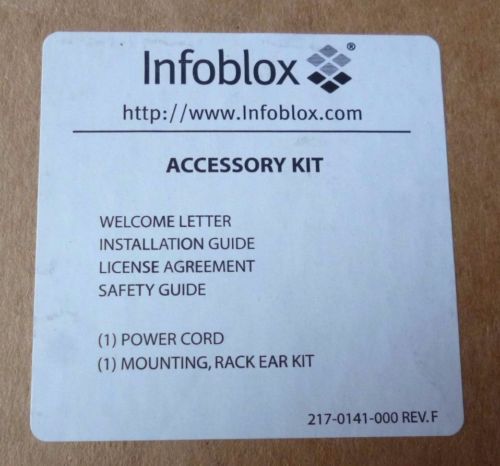 Infoblox®
http://www.Infoblox.com
ACCESSORY KIT
WELCOME LETTER
INSTALLATION GUIDE
LICENSE AGREEMENT
SAFETY GUIDE
(1) POWER CORD
(1) MOUNTING, RACK EAR KIT
217-0141-000 REV. F